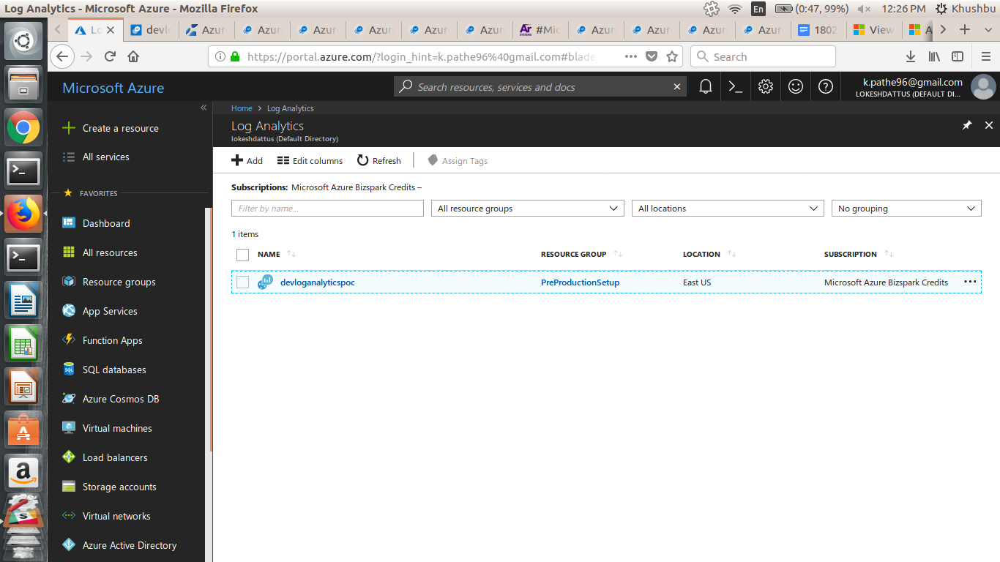 Log Analytics - Microsoft Azure - Mozilla Firefox
En (0:47, 99%) 12:26 PM Khushbu
Lo devlo Azur Azur Azur Azur Azur Azur #Mic Azur Azur Azur Azur 1802 View A
https://portal.azure.com/?login_hint=k.pathe96%40gmail.com#blade
Search
Microsoft Azure
Search resources, services and docs
k.pathe96@gmail.com
LOKESHDATTUS (DEFAULT DI...
Create a resource
All services
FAVORITES
Dashboard
All resources
Resource groups
App Services
Function Apps
SQL databases
Azure Cosmos DB
Virtual machines
Load balancers
Storage accounts
Virtual networks
Azure Active Directory
Home > Log Analytics
Log Analytics
lokeshdattus (Default Directory)
Add Edit columns Refresh Assign Tags
Subscriptions: Microsoft Azure Bizspark Credits –
Filter by name... All resource groups All locations No grouping
1 items
NAME RESOURCE GROUP LOCATION SUBSCRIPTION
devloganalyticspoc PreProductionSetup East US Microsoft Azure Bizspark Credits